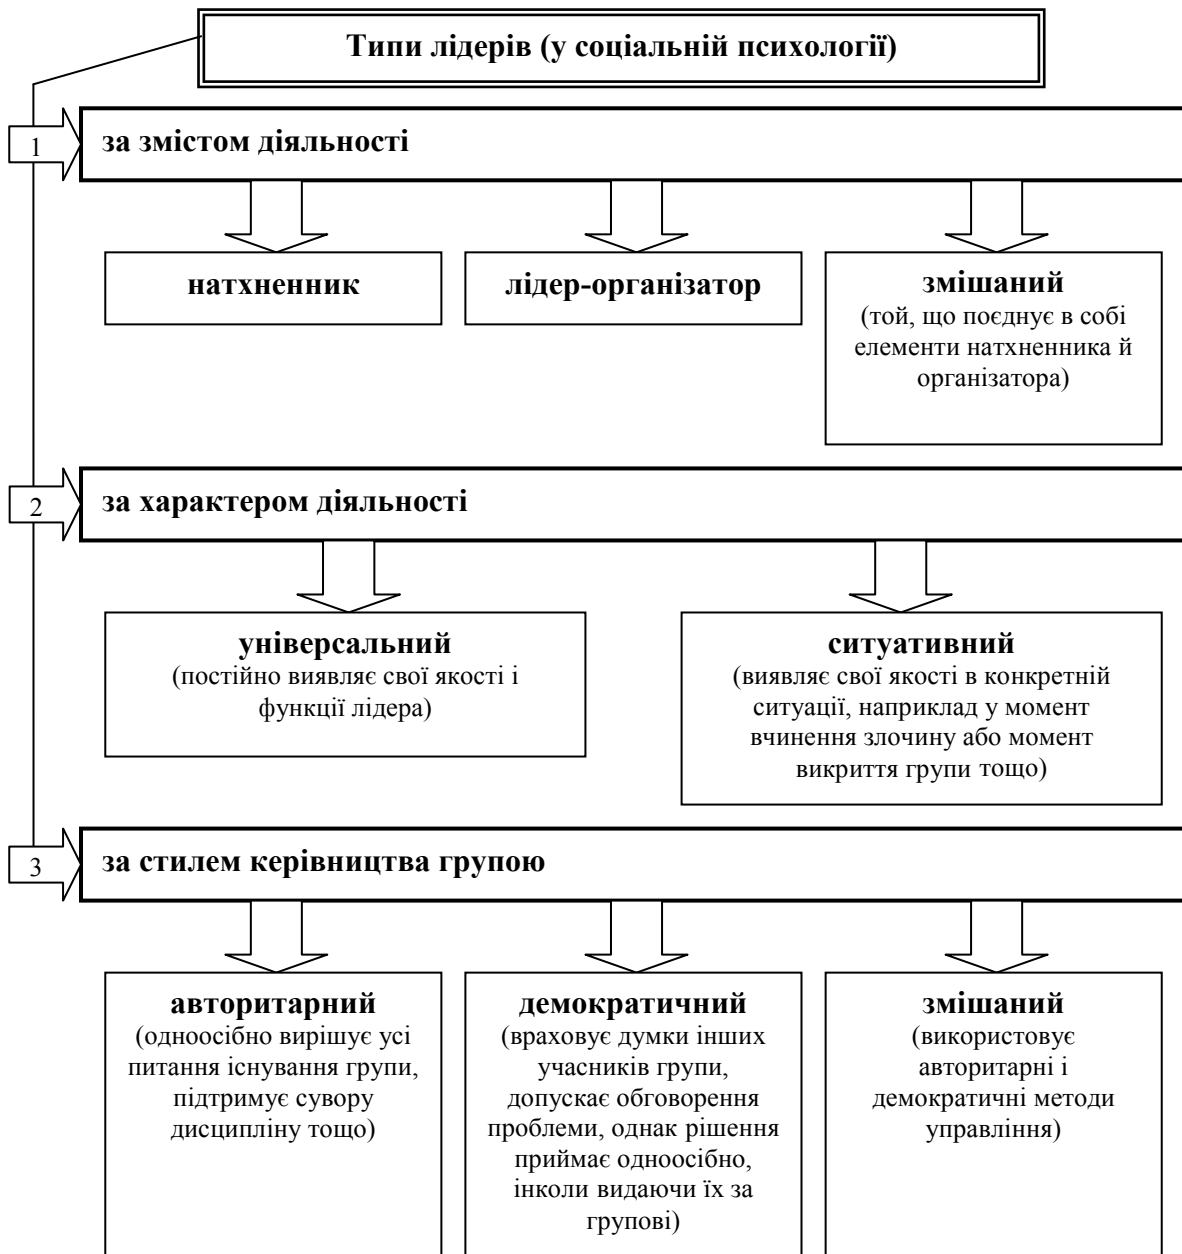 Типи лідерів (у соціальній психології)
1
за змістом діяльності
натхненник
лідер-організатор
змішаний
(той, що поєднує в собі
елементи натхненника й
організатора)
2
за характером діяльності
універсальний
(постійно виявляє свої якості і
функції лідера)
ситуативний
(виявляє свої якості в конкретній
ситуації, наприклад у момент
вчинення злочину або момент
викриття групи тощо)
3
за стилем керівництва групою
авторитарний
(одноосібно вирішує усі
питання існування групи,
підтримує сувору
дисципліну тощо)
демократичний
(враховує думки інших
учасників групи,
допускає обговорення
проблеми, однак рішення
приймає одноосібно,
інколи видаючи їх за
групові)
змішаний
(використовує
авторитарні і
демократичні методи
управління)